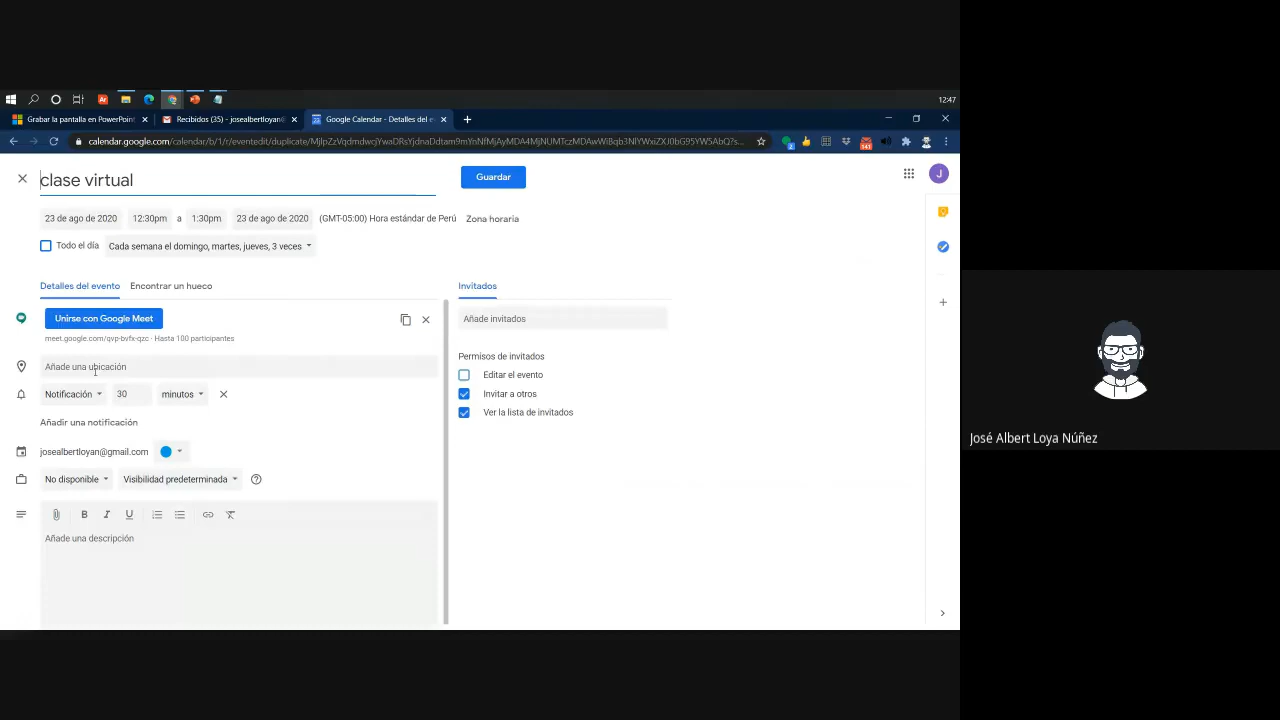 12:47
Grabar la pantalla en PowerPoint
Recibidos (35) - josealbertloyan@
Google Calendar - Detalles del e
calendar.google.com
clase virtual
Guardar
J
23 de ago de 2020 12:30pm a 1:30pm 23 de ago de 2020 (GMT-05:00) Hora estándar de Perú Zona horaria
Todo el día Cada semana el domingo, martes, jueves, 3 veces
Detalles del evento Encontrar un hueco Invitados
Unirse con Google Meet
Añade invitados
meet.google.com/qvp-bvfx-qzc · Hasta 100 participantes
Permisos de invitados
Añade una ubicación
Editar el evento
Notificación 30 minutos
Invitar a otros
Ver la lista de invitados
Añadir una notificación
josealbertloyan@gmail.com
No disponible Visibilidad predeterminada
B I U
Añade una descripción
José Albert Loya Núñez